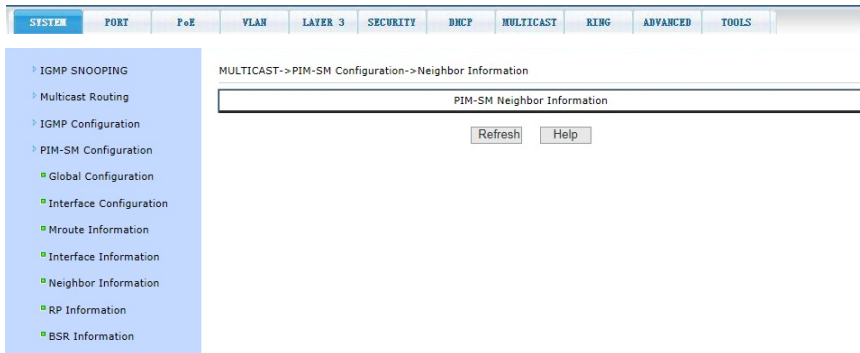 SYSTEM PORT PoE VLAN LAYER 3 SECURITY DHCP MULTICAST RING ADVANCED TOOLS
IGMP SNOOPING
Multicast Routing
IGMP Configuration
PIM-SM Configuration
Global Configuration
Interface Configuration
Mroute Information
Interface Information
Neighbor Information
RP Information
BSR Information
MULTICAST->PIM-SM Configuration->Neighbor Information
PIM-SM Neighbor Information
Refresh Help